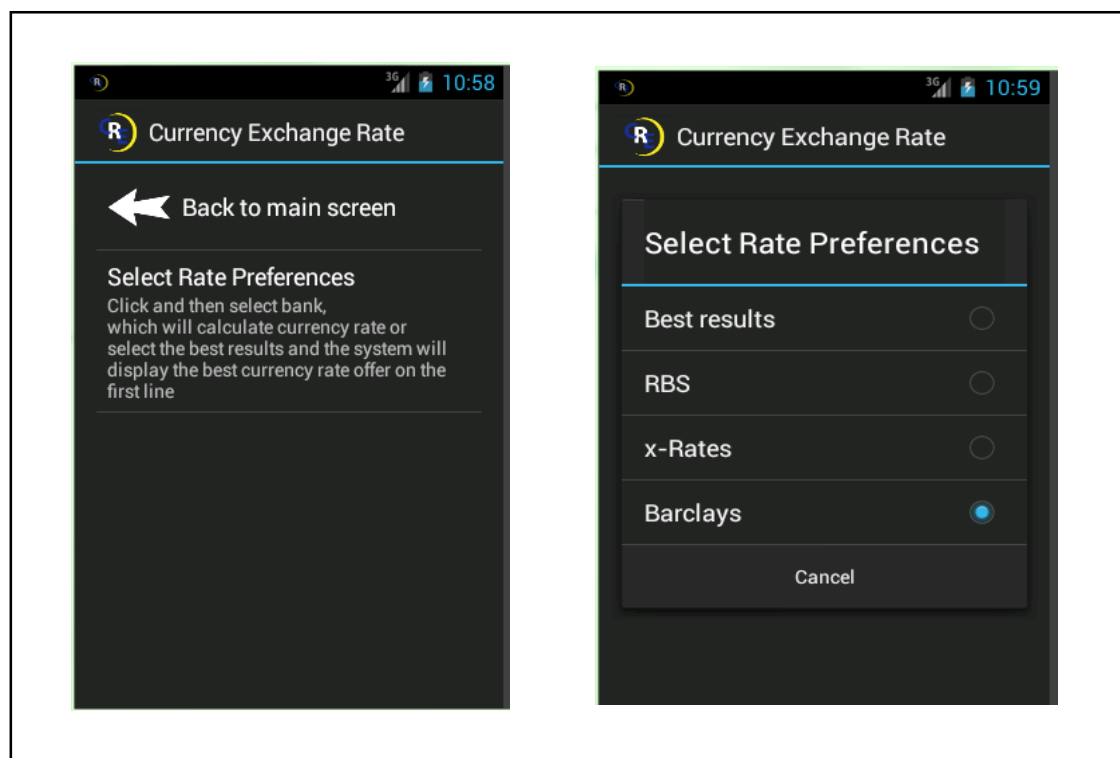 3G 10:58
R Currency Exchange Rate
Back to main screen
Select Rate Preferences
Click and then select bank,
which will calculate currency rate or
select the best results and the system will
display the best currency rate offer on the
first line
3G 10:59
R Currency Exchange Rate
Select Rate Preferences
Best results
RBS
x-Rates
Barclays
Cancel